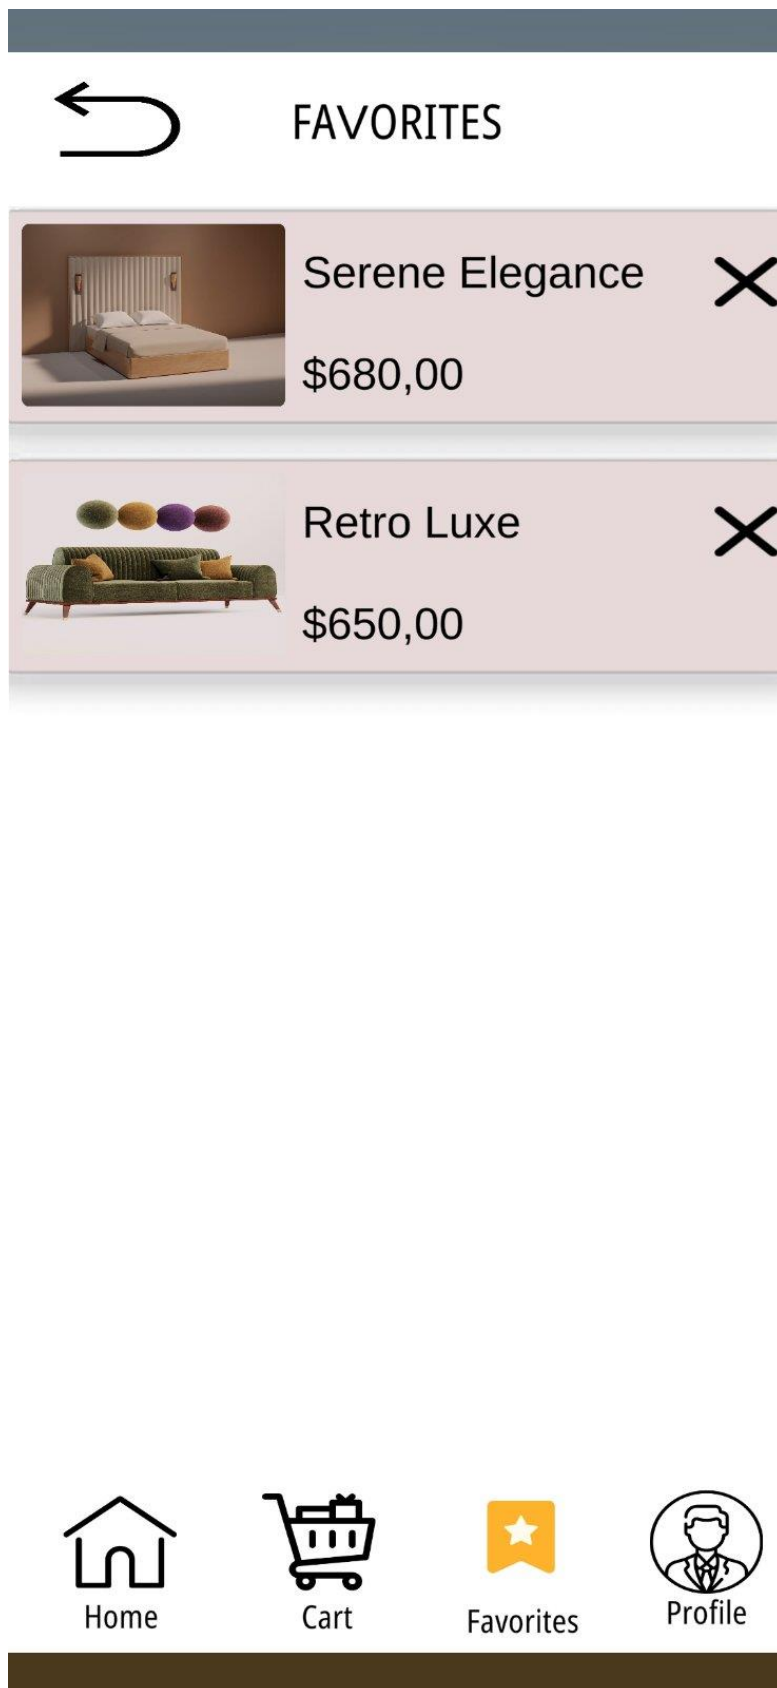 FAVORITES
Serene Elegance
$680,00
Retro Luxe
$650,00
Home
Cart
Favorites
Profile